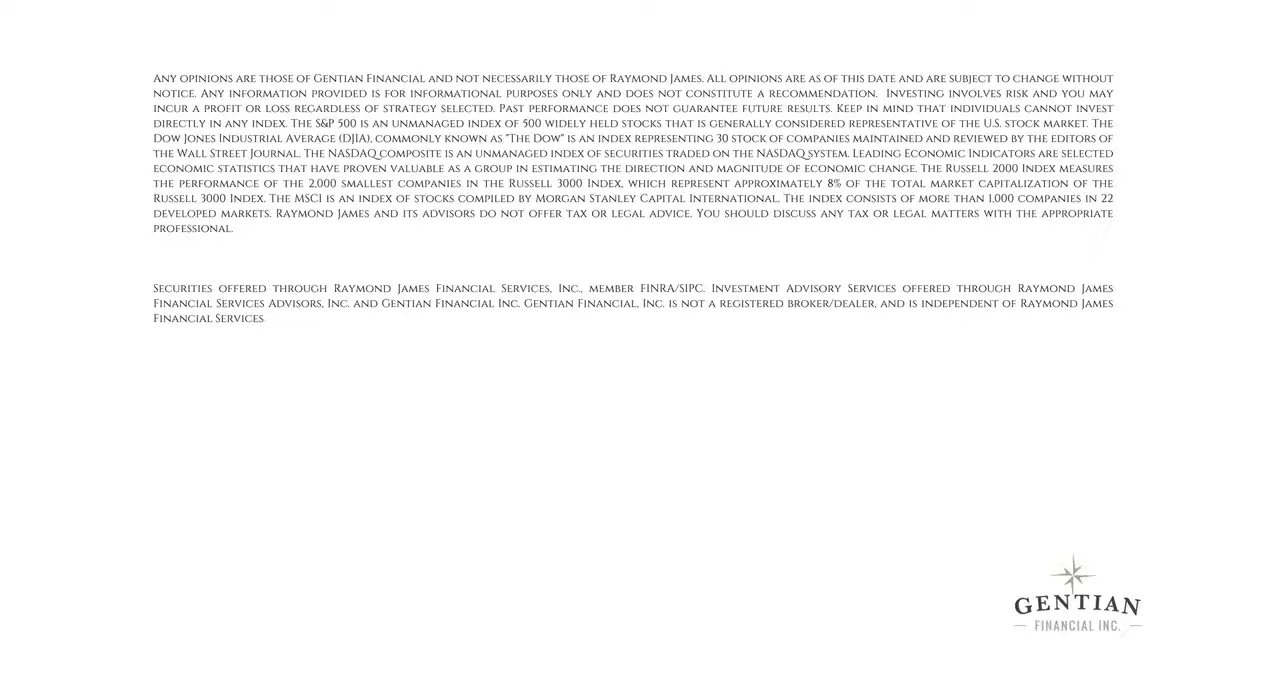 Any opinions are those of Gentian Financial and not necessarily those of Raymond James. All opinions are as of this date and are subject to change without
notice. Any information provided is for informational purposes only and does not constitute a recommendation.  Investing involves risk and you may
incur a profit or loss regardless of strategy selected. Past performance does not guarantee future results. Keep in mind that individuals cannot invest
directly in any index. The S&P 500 is an unmanaged index of 500 widely held stocks that is generally considered representative of the U.S. stock market. The
Dow Jones Industrial Average (DJIA), commonly known as "The Dow" is an index representing 30 stock of companies maintained and reviewed by the editors of
the Wall Street Journal. The NASDAQ composite is an unmanaged index of securities traded on the NASDAQ system. Leading Economic Indicators are selected
economic statistics that have proven valuable as a group in estimating the direction and magnitude of economic change. The Russell 2000 Index measures
the performance of the 2,000 smallest companies in the Russell 3000 Index, which represent approximately 8% of the total market capitalization of the
Russell 3000 Index. The MSCI is an index of stocks compiled by Morgan Stanley Capital International. The index consists of more than 1,000 companies in 22
developed markets. Raymond James and its advisors do not offer tax or legal advice. You should discuss any tax or legal matters with the appropriate
professional.
Securities offered through Raymond James Financial Services, Inc., member FINRA/SIPC. Investment Advisory Services offered through Raymond James
Financial Services Advisors, Inc. and Gentian Financial Inc. Gentian Financial, Inc. is not a registered broker/dealer, and is independent of Raymond James
Financial Services
GENTIAN
FINANCIAL INC.